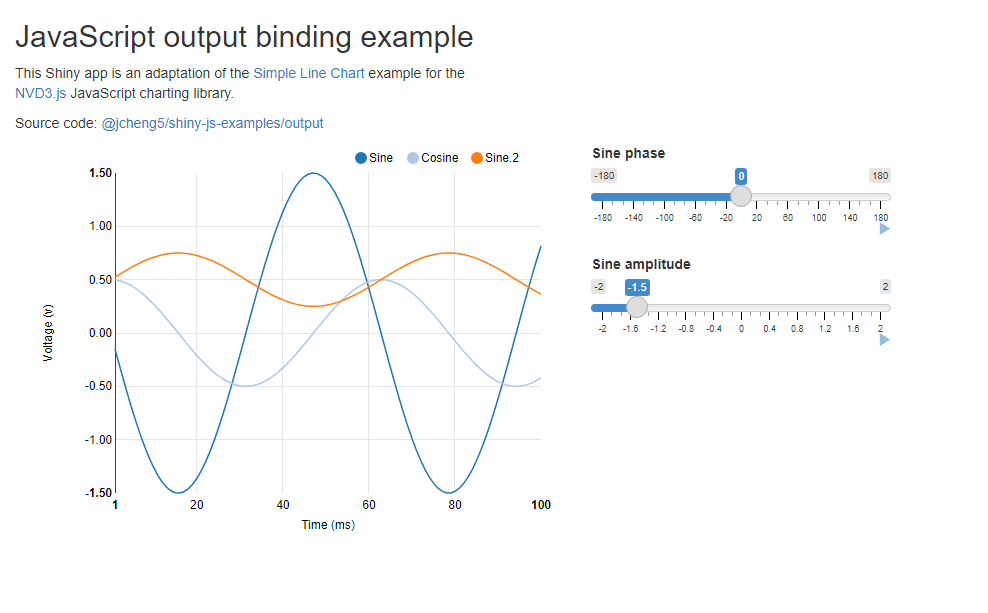 JavaScript output binding example
This Shiny app is an adaptation of the Simple Line Chart example for the
NVD3.js JavaScript charting library.
Source code: @jcheng5/shiny-js-examples/output
Sine Cosine Sine.2
1.50
1.00
0.50
0.00
-0.50
-1.00
-1.50
Voltage (v)
1 20 40 60 80 100
Time (ms)
Sine phase
-180 0 180
-180 -140 -100 -60 -20 20 60 100 140 180
Sine amplitude
-2 -1.5 2
-2 -1.6 -1.2 -0.8 -0.4 0 0.4 0.8 1.2 1.6 2